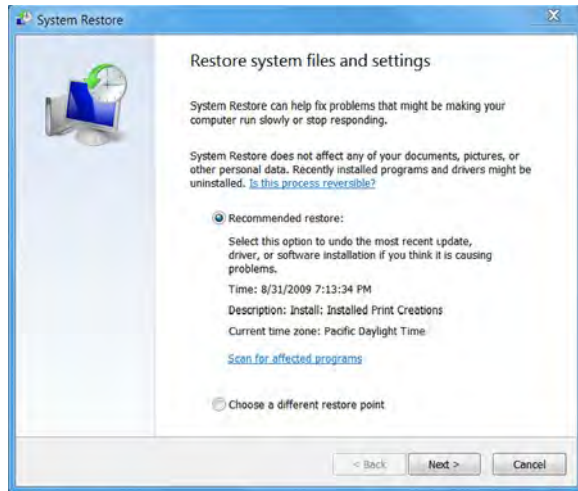 System Restore
Restore system files and settings
System Restore can help fix problems that might be making your
computer run slowly or stop responding.
System Restore does not affect any of your documents, pictures, or
other personal data. Recently installed programs and drivers might be
uninstalled. Is this process reversible?
Recommended restore:
Select this option to undo the most recent update,
driver, or software installation if you think it is causing
problems.
Time: 8/31/2009 7:13:34 PM
Description: Install: Installed Print Creations
Current time zone: Pacific Daylight Time
Scan for affected programs
Choose a different restore point
< Back Next > Cancel